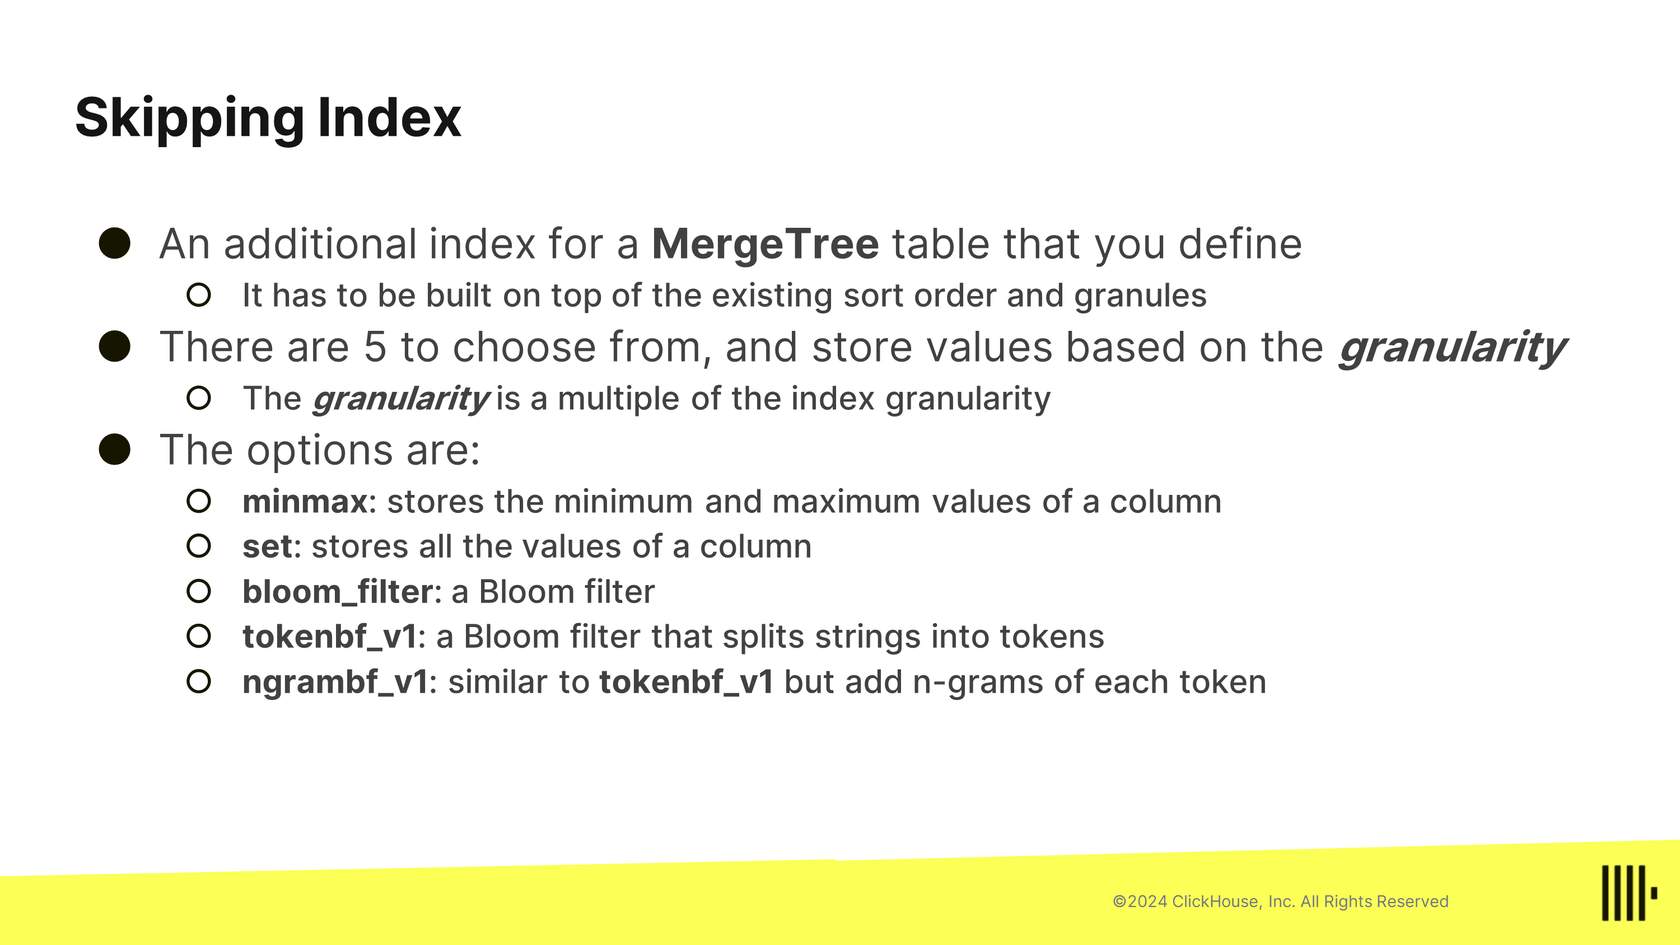 Skipping Index
An additional index for a MergeTree table that you define
It has to be built on top of the existing sort order and granules
There are 5 to choose from, and store values based on the granularity
The granularity is a multiple of the index granularity
The options are:
minmax: stores the minimum and maximum values of a column
set: stores all the values of a column
bloom_filter: a Bloom filter
tokenbf_v1: a Bloom filter that splits strings into tokens
ngrambf_v1: similar to tokenbf_v1 but add n-grams of each token
©2024 ClickHouse, Inc. All Rights Reserved